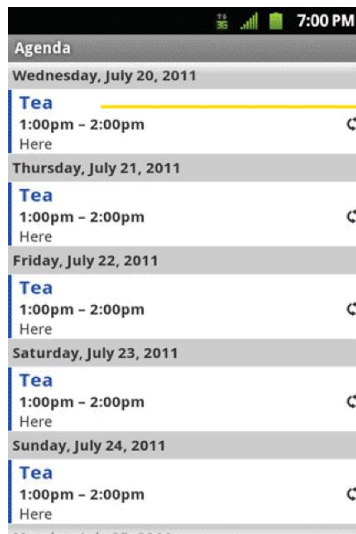 3G 7:00 PM
Agenda
Wednesday, July 20, 2011
Tea
1:00pm – 2:00pm
Here
Thursday, July 21, 2011
Tea
1:00pm – 2:00pm
Here
Friday, July 22, 2011
Tea
1:00pm – 2:00pm
Here
Saturday, July 23, 2011
Tea
1:00pm – 2:00pm
Here
Sunday, July 24, 2011
Tea
1:00pm – 2:00pm
Here